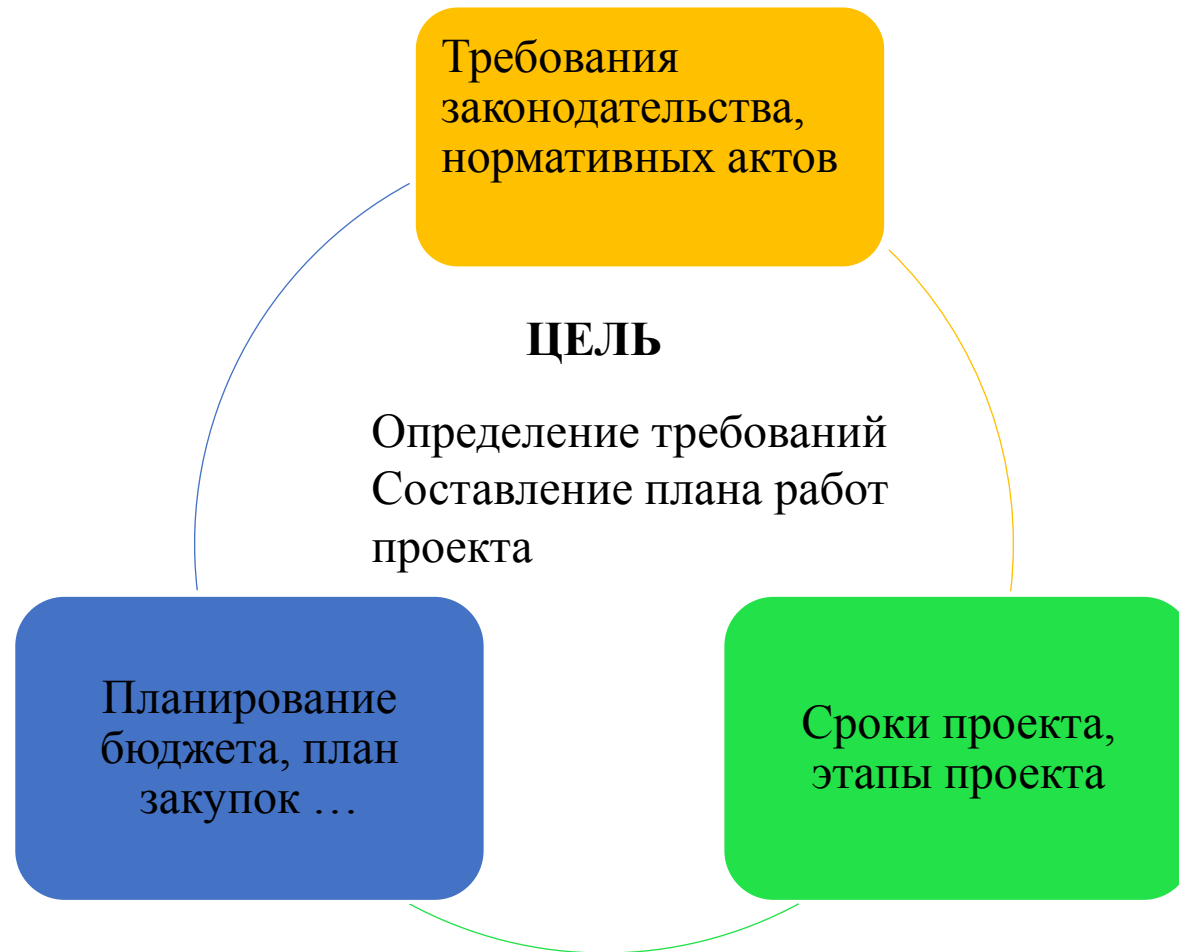 Требования
законодательства,
нормативных актов
ЦЕЛЬ
Определение требований
Составление плана работ
проекта
Планирование
бюджета, план
закупок …
Сроки проекта,
этапы проекта